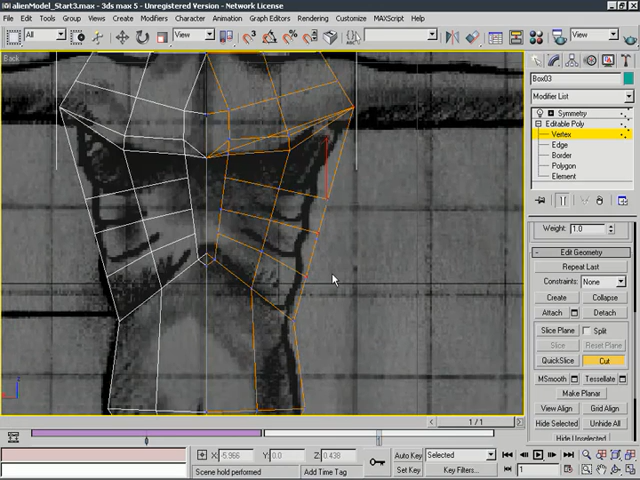 alienModel_Start3.max - 3ds max 5 - Unregistered Version - Network License
File Edit Tools Group Views Create Modifiers Character Animation Graph Editors Rendering Customize MAXScript Help
All
View
View
Back
Box03
Modifier List
Symmetry
Editable Poly
Vertex
Edge
Border
Polygon
Element
Weight: 1.0
Edit Geometry
Repeat Last
Constraints: None
Create Collapse
Attach Detach
Slice Plane Split
Slice Reset Plane
QuickSlice Cut
MSmooth Tessellate
Make Planar
View Align Grid Align
Hide Selected Unhide All
Hide Unselected
1 / 1
X: -5.966 Y: 0.0 Z: 0.438
Auto Key Selected
Scene hold performed Add Time Tag
Set Key Key Filters... 1